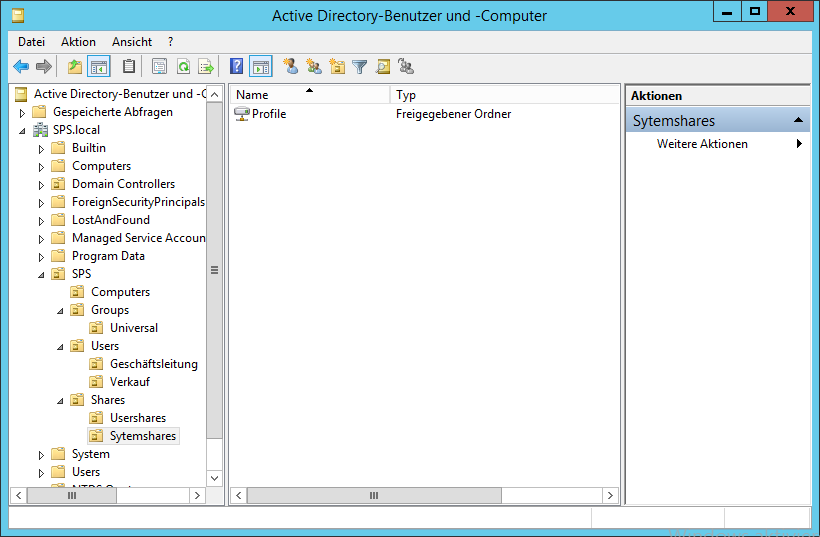 Active Directory-Benutzer und -Computer
Datei Aktion Ansicht ?
Active Directory-Benutzer und -C
Gespeicherte Abfragen
SPS.local
Builtin
Computers
Domain Controllers
ForeignSecurityPrincipals
LostAndFound
Managed Service Accoun
Program Data
SPS
Computers
Groups
Universal
Users
Geschäftsleitung
Verkauf
Shares
Usershares
Sytemshares
System
Users
Name Typ
Profile Freigegebener Ordner
Aktionen
Sytemshares
Weitere Aktionen